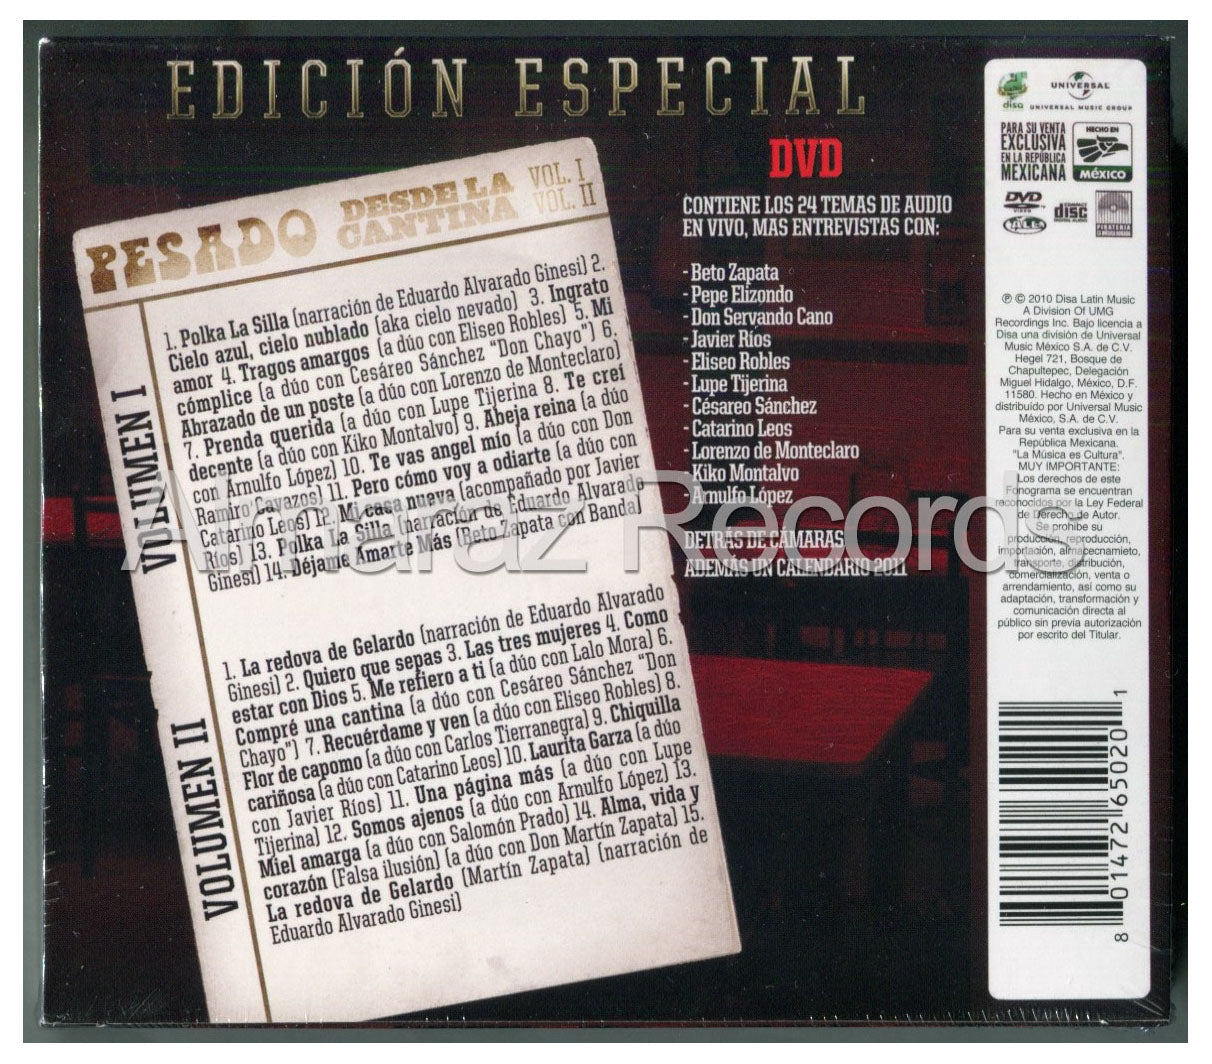 EDICIÓN ESPECIAL
PESADO
DESDE LA
CANTINA
VOL. I
VOL. II
VOLUMEN I
1. Polka La Silla (narración de Eduardo Alvarado Ginesi) 2.
Cielo azul, cielo nublado (aka cielo nevado) 3. Ingrato
amor 4. Tragos amargos (a dúo con Eliseo Robles) 5. Mi
cómplice (a dúo con Cesáreo Sánchez "Don Chayo") 6.
Abrazado de un poste (a dúo con Lorenzo de Monteclaro)
7. Prenda querida (a dúo con Lupe Tijerina 8. Te creí
decente (a dúo con Kiko Montalvo) 9. Abeja reina (a dúo
con Arnulfo López) 10. Te vas angel mío (a dúo con Don
Ramiro Cavazos) 11. Pero cómo voy a odiarte (a dúo con
Catarino Leos) 12. Mi casa nueva (acompañado por Javier
Ríos) 13. Polka La Silla (narración de Eduardo Alvarado
Ginesi) 14. Déjame Amarte Más (Beto Zapata con Banda)
VOLUMEN II
1. La redova de Gelardo (narración de Eduardo Alvarado
Ginesi) 2. Quiero que sepas 3. Las tres mujeres 4. Como
estar con Dios 5. Me refiero a ti (a dúo con Lalo Mora) 6.
Compré una cantina (a dúo con Cesáreo Sánchez "Don
Chayo") 7. Recuérdame y ven (a dúo con Eliseo Robles) 8.
Flor de capomo (a dúo con Carlos Tierranegra) 9. Chiquilla
cariñosa (a dúo con Catarino Leos) 10. Laurita Garza (a dúo
con Javier Ríos) 11. Una página más (a dúo con Lupe
Tijerina) 12. Somos ajenos (a dúo con Arnulfo López) 13.
Miel amarga (a dúo con Salomón Prado) 14. Alma, vida y
corazón (Falsa ilusión) (a dúo con Don Martín Zapata) 15.
La redova de Gelardo (Martín Zapata) (narración de
Eduardo Alvarado Ginesi)
DVD
CONTIENE LOS 24 TEMAS DE AUDIO
EN VIVO, MAS ENTREVISTAS CON:
- Beto Zapata
- Pepe Elizondo
- Don Servando Cano
- Javier Ríos
- Eliseo Robles
- Lupe Tijerina
- Césareo Sánchez
- Catarino Leos
- Lorenzo de Monteclaro
- Kiko Montalvo
- Arnulfo López
DETRÁS DE CÁMARAS
ADEMÁS UN CALENDARIO 2011
Alharaz Records
disa
UNIVERSAL
UNIVERSAL MUSIC GROUP
PARA SU VENTA
EXCLUSIVA
EN LA REPÚBLICA
MEXICANA
HECHO EN
MÉXICO
DVD
VIDEO
COMPACT
disc
DIGITAL AUDIO
℗ © 2010 Disa Latin Music
A Division Of UMG
Recordings Inc. Bajo licencia a
Disa una división de Universal
Music México S.A. de C.V.
Hegel 721, Bosque de
Chapultepec, Delegación
Miguel Hidalgo, México, D.F.
11580. Hecho en México y
distribuído por Universal Music
México, S.A. de C.V.
Para su venta exclusiva en la
República Mexicana.
"La Música es Cultura".
MUY IMPORTANTE:
Los derechos de este
Fonograma se encuentran
reconocidos por la Ley Federal
de Derecho de Autor.
Se prohibe su
producción, reproducción,
importación, almacecnamieto,
transporte, distribución,
comercialización, venta o
arrendamiento, así como su
adaptación, transformación y
comunicación directa al
público sin previa autorización
por escrito del Titular.
8 01472 65020 1